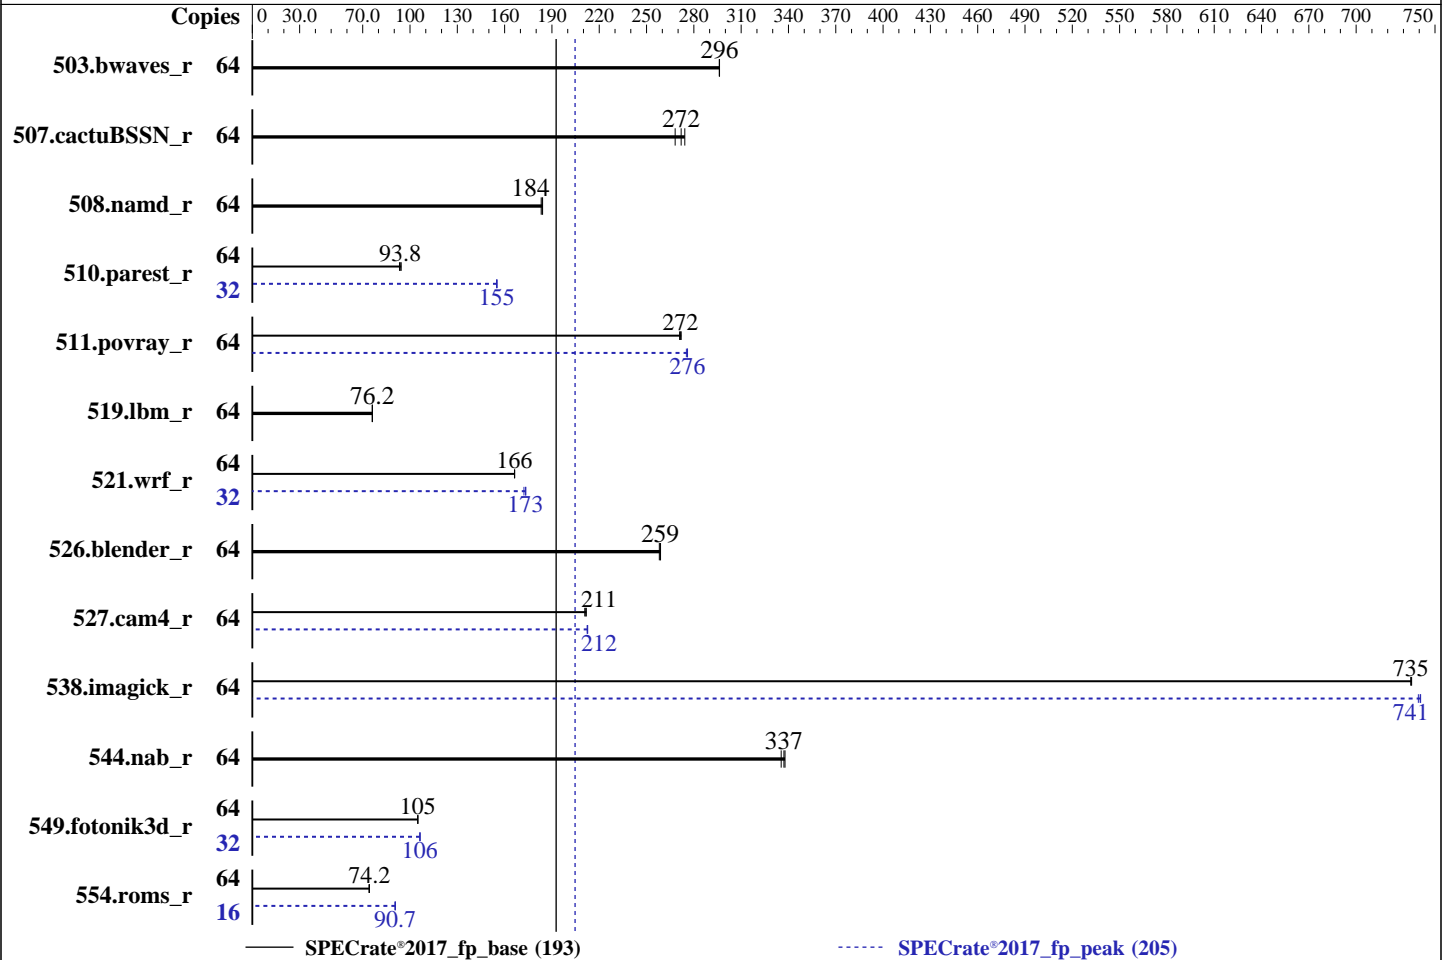 Copies 0 30.0 70.0 100 130 160 190 220 250 280 310 340 370 400 430 460 490 520 550 580 610 640 670 700 750
503.bwaves_r 64 296
507.cactuBSSN_r 64 272
508.namd_r 64 184
510.parest_r 64 93.8
32 155
511.povray_r 64 272
276
519.lbm_r 64 76.2
521.wrf_r 64 166
32 173
526.blender_r 64 259
527.cam4_r 64 211
212
538.imagick_r 64 735
741
544.nab_r 64 337
549.fotonik3d_r 64 105
32 106
554.roms_r 64 74.2
16 90.7
SPECrate®2017_fp_base (193) SPECrate®2017_fp_peak (205)